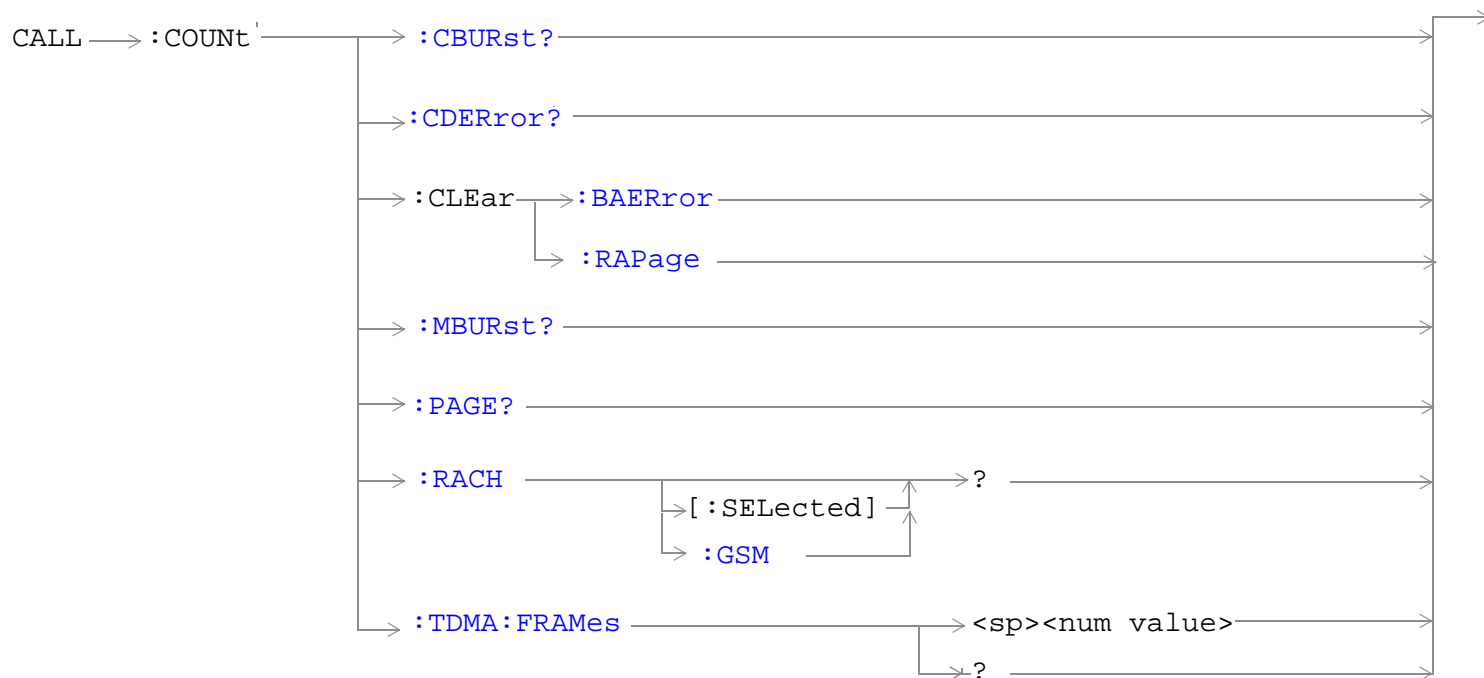 CALL :COUNt :CBURst?
:CDERror?
:CLEar :BAERror
:RAPage
:MBURst?
:PAGE?
:RACH ?
[:SELected]
:GSM
:TDMA:FRAMes <sp><num value>
?